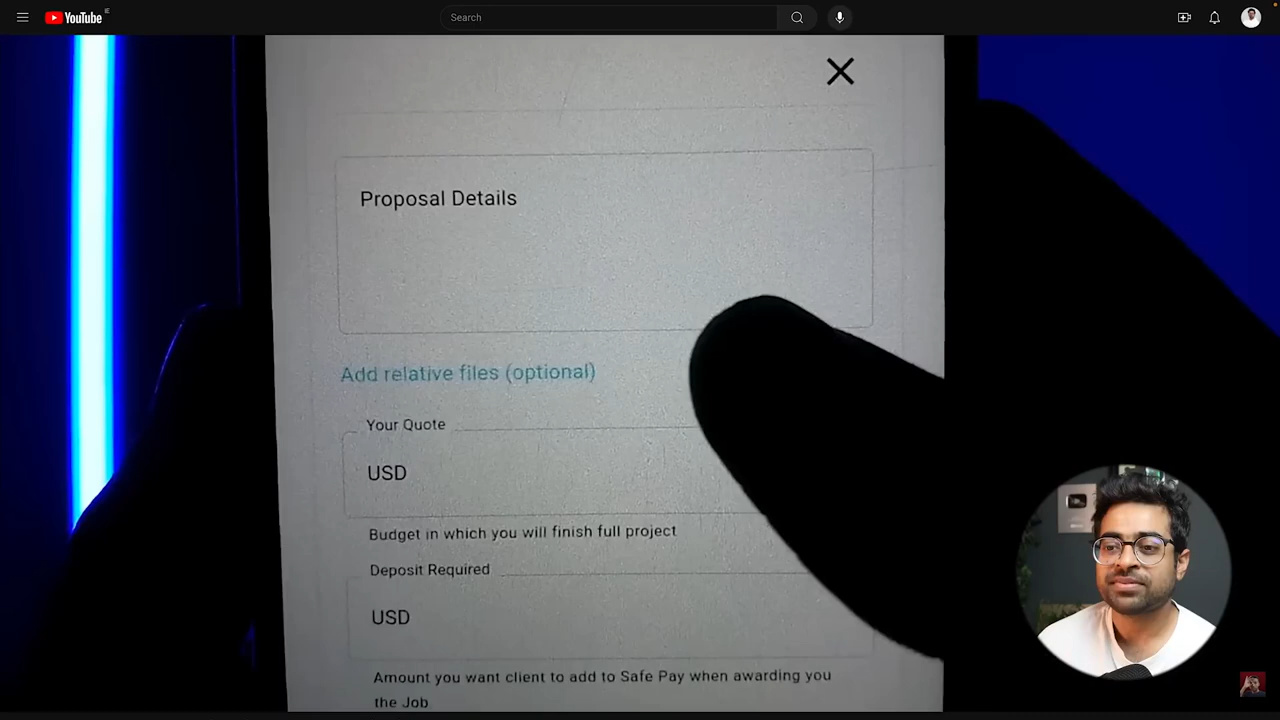 YouTube IE
Search
Proposal Details
Add relative files (optional)
Your Quote
USD
Budget in which you will finish full project
Deposit Required
USD
Amount you want client to add to Safe Pay when awarding you
the Job